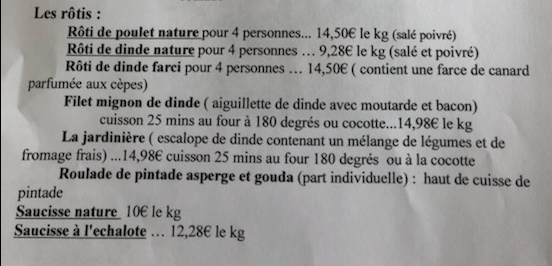 Les rôtis :
Rôti de poulet nature pour 4 personnes... 14,50€ le kg (salé poivré)
Rôti de dinde nature pour 4 personnes ... 9,28€ le kg (salé et poivré)
Rôti de dinde farci pour 4 personnes ... 14,50€ ( contient une farce de canard
parfumée aux cèpes)
Filet mignon de dinde ( aiguillette de dinde avec moutarde et bacon)
cuisson 25 mins au four à 180 degrés ou cocotte...14,98€ le kg
La jardinière ( escalope de dinde contenant un mélange de légumes et de
fromage frais) ...14,98€ cuisson 25 mins au four 180 degrés ou à la cocotte
Roulade de pintade asperge et gouda (part individuelle) : haut de cuisse de
pintade
Saucisse nature 10€ le kg
Saucisse à l'echalote ... 12,28€ le kg